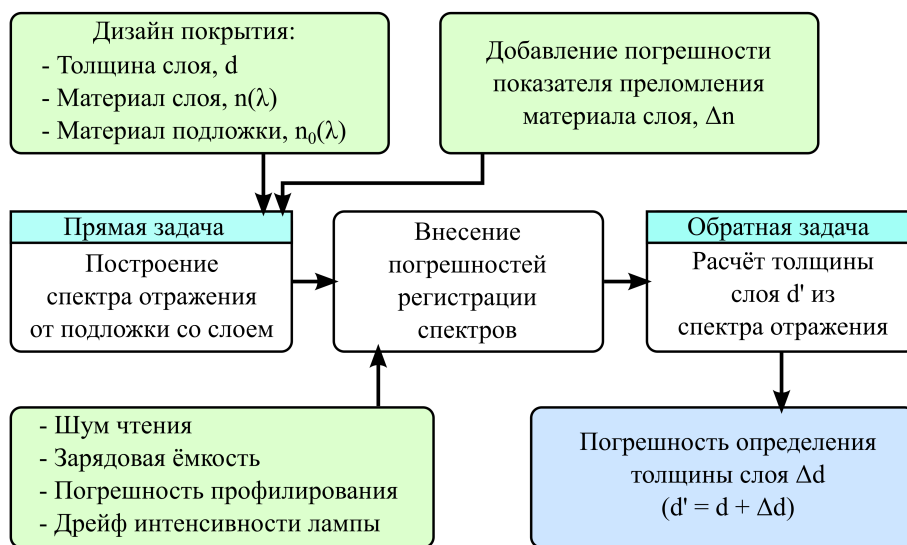 Дизайн покрытия:
- Толщина слоя, d
- Материал слоя, n(λ)
- Материал подложки, n₀(λ)
Добавление погрешности
показателя преломления
материала слоя, Δn
Прямая задача
Построение
спектра отражения
от подложки со слоем
Внесение
погрешностей
регистрации
спектров
Обратная задача
Расчёт толщины
слоя d' из
спектра отражения
- Шум чтения
- Зарядовая ёмкость
- Погрешность профилирования
- Дрейф интенсивности лампы
Погрешность определения
толщины слоя Δd
(d' = d + Δd)